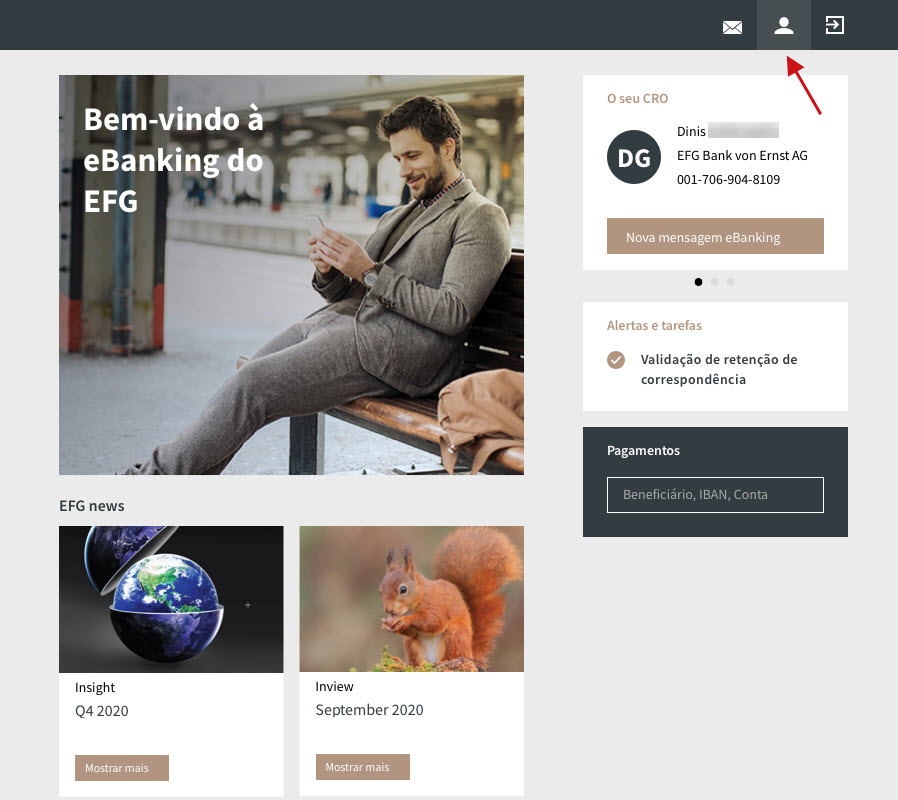 Bem-vindo à
eBanking do
EFG
O seu CRO
DG
Dinis
EFG Bank von Ernst AG
001-706-904-8109
Nova mensagem eBanking
Alertas e tarefas
Validação de retenção de
correspondência
Pagamentos
Beneficiário, IBAN, Conta
EFG news
Insight
Q4 2020
Mostrar mais
Inview
September 2020
Mostrar mais